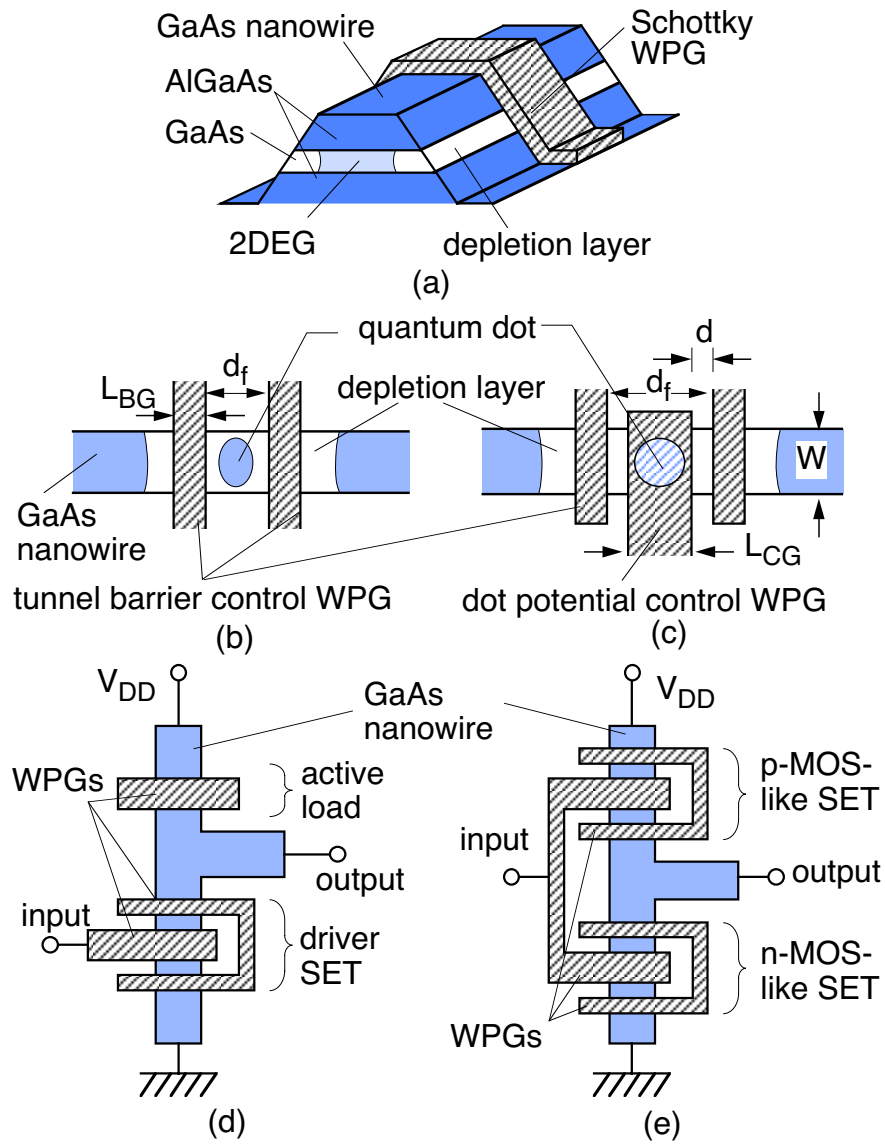 GaAs nanowire
Schottky
WPG
AlGaAs
GaAs
2DEG
depletion layer
(a)
quantum dot
d
d_f
d_f
L_BG
depletion layer
W
GaAs
nanowire
L_CG
tunnel barrier control WPG
dot potential control WPG
(b)
(c)
V_DD
GaAs
nanowire
V_DD
WPGs
active
load
p-MOS-
like SET
input
output
output
input
driver
SET
n-MOS-
like SET
WPGs
(d)
(e)